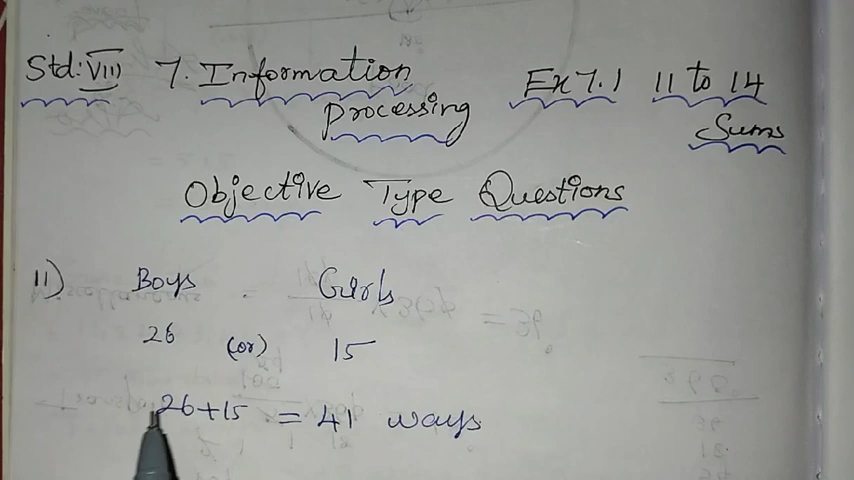 Std: VIII 7. Information Processing Ex 7.1 11 to 14 Sums
Objective Type Questions
11) Boys Girls
26 (or) 15
26+15 = 41 ways